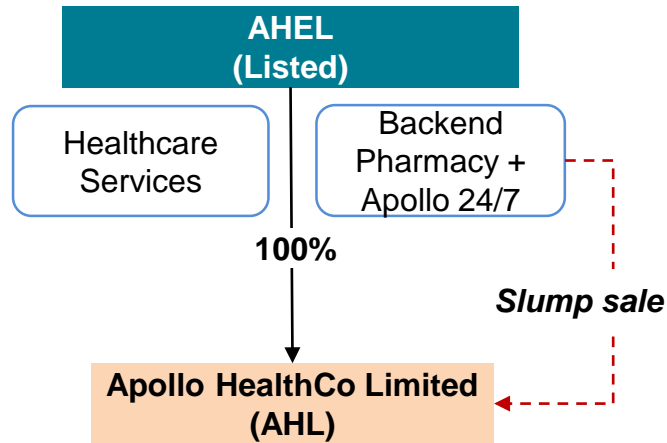 AHEL
(Listed)
Healthcare
Services
Backend
Pharmacy +
Apollo 24/7
100%
Slump sale
Apollo HealthCo Limited
(AHL)